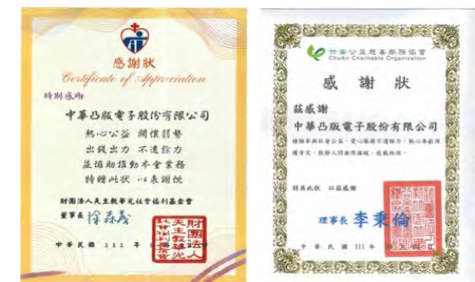 感謝狀
Certificate of Appreciation
特別感謝
中華凸版電子股份有限公司
熱心公益 關懷弱勢
出錢出力 不遺餘力
並協助推動本會業務
特贈此狀 以表謝忱
財團法人天主教華光社會福利基金會
董事長
中華民國 111 年
竹安公益慈善服務協會
ChuAn Charitable Organization
感謝狀
茲感謝
中華凸版電子股份有限公司
特具此狀 以茲感謝
理事長 李秉倫
中華民國 111 年